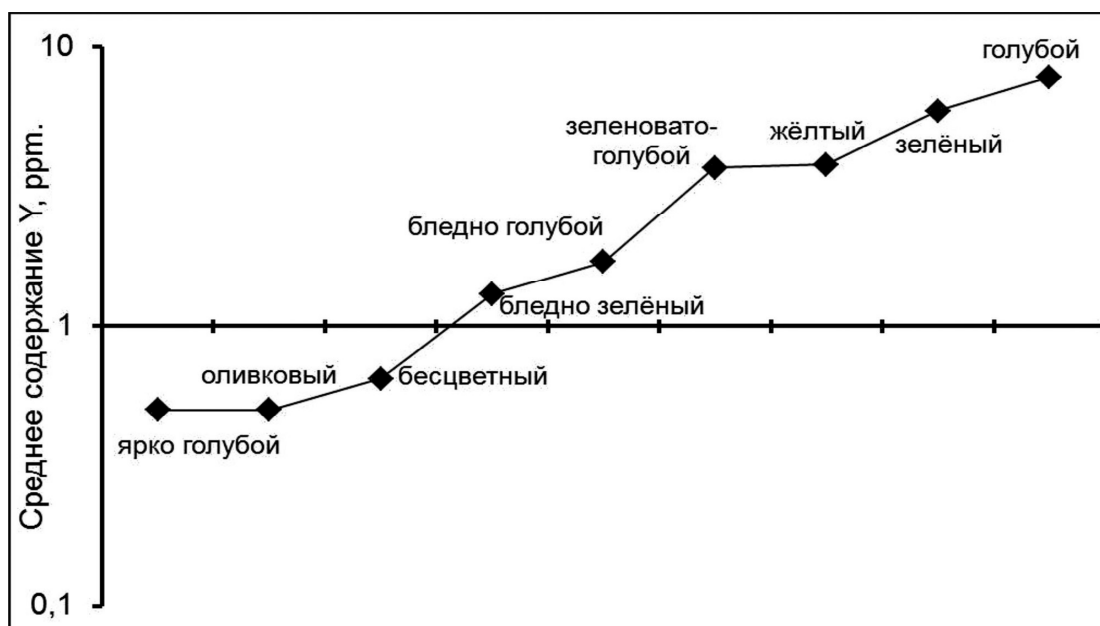 10
голубой
зеленовато-
голубой
жёлтый
зелёный
бледно голубой
бледно зелёный
1
оливковый
бесцветный
ярко голубой
0,1
Среднее содержание Y, ppm.